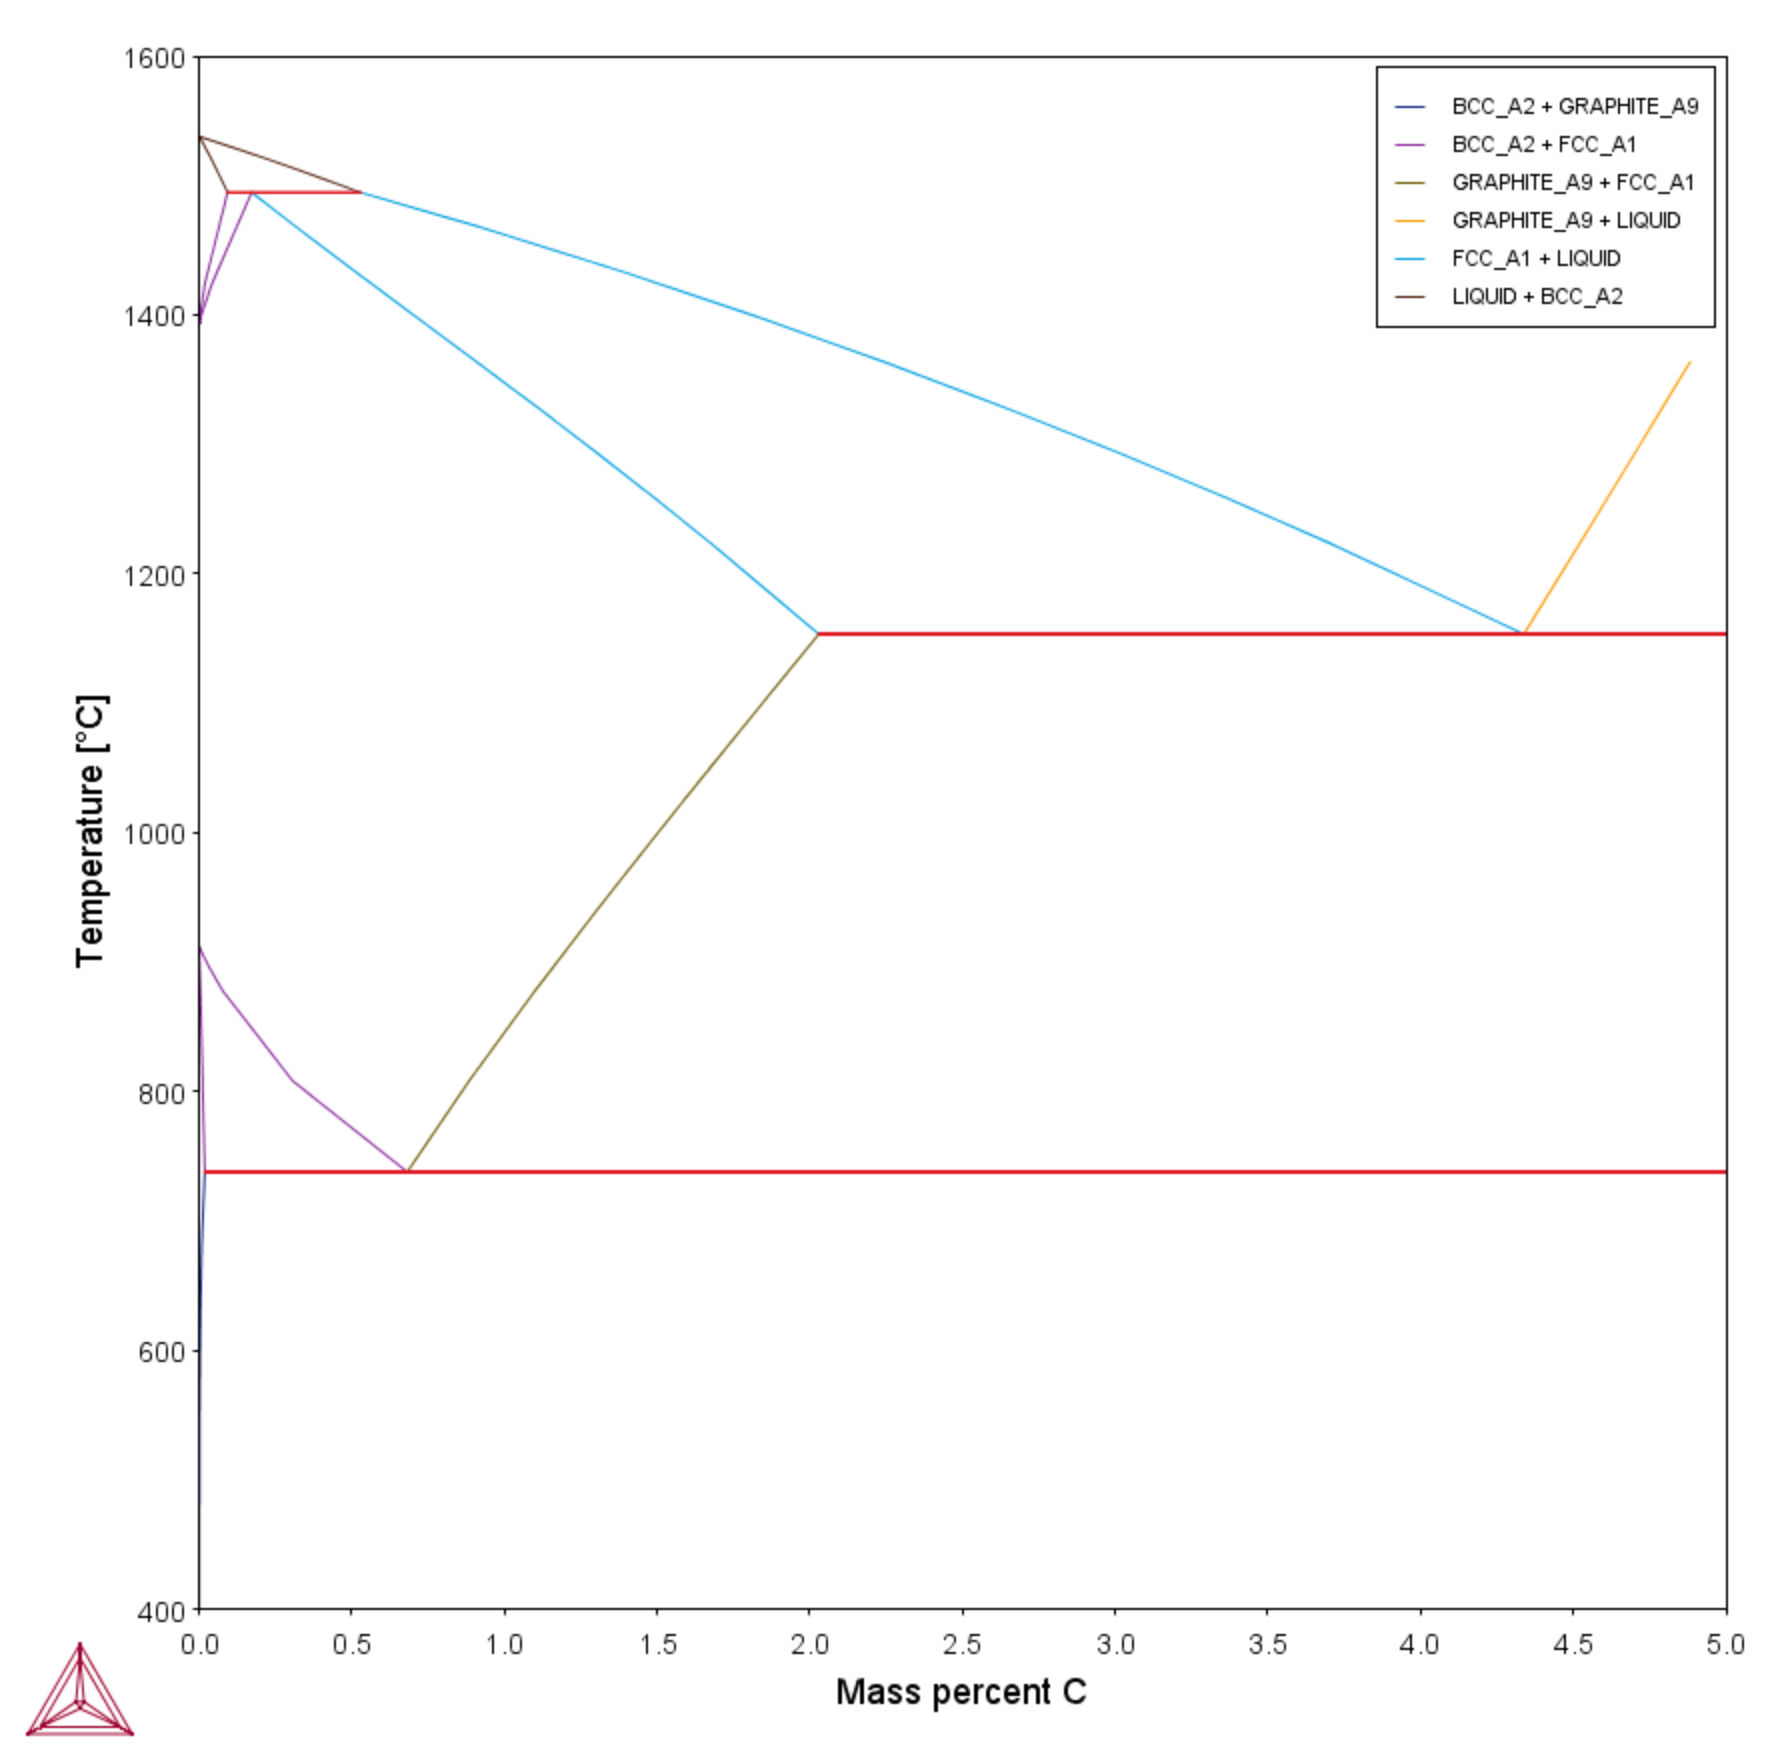 1600
1400
1200
1000
800
600
400
Temperature [°C]
BCC_A2 + GRAPHITE_A9
BCC_A2 + FCC_A1
GRAPHITE_A9 + FCC_A1
GRAPHITE_A9 + LIQUID
FCC_A1 + LIQUID
LIQUID + BCC_A2
0.0 0.5 1.0 1.5 2.0 2.5 3.0 3.5 4.0 4.5 5.0
Mass percent C